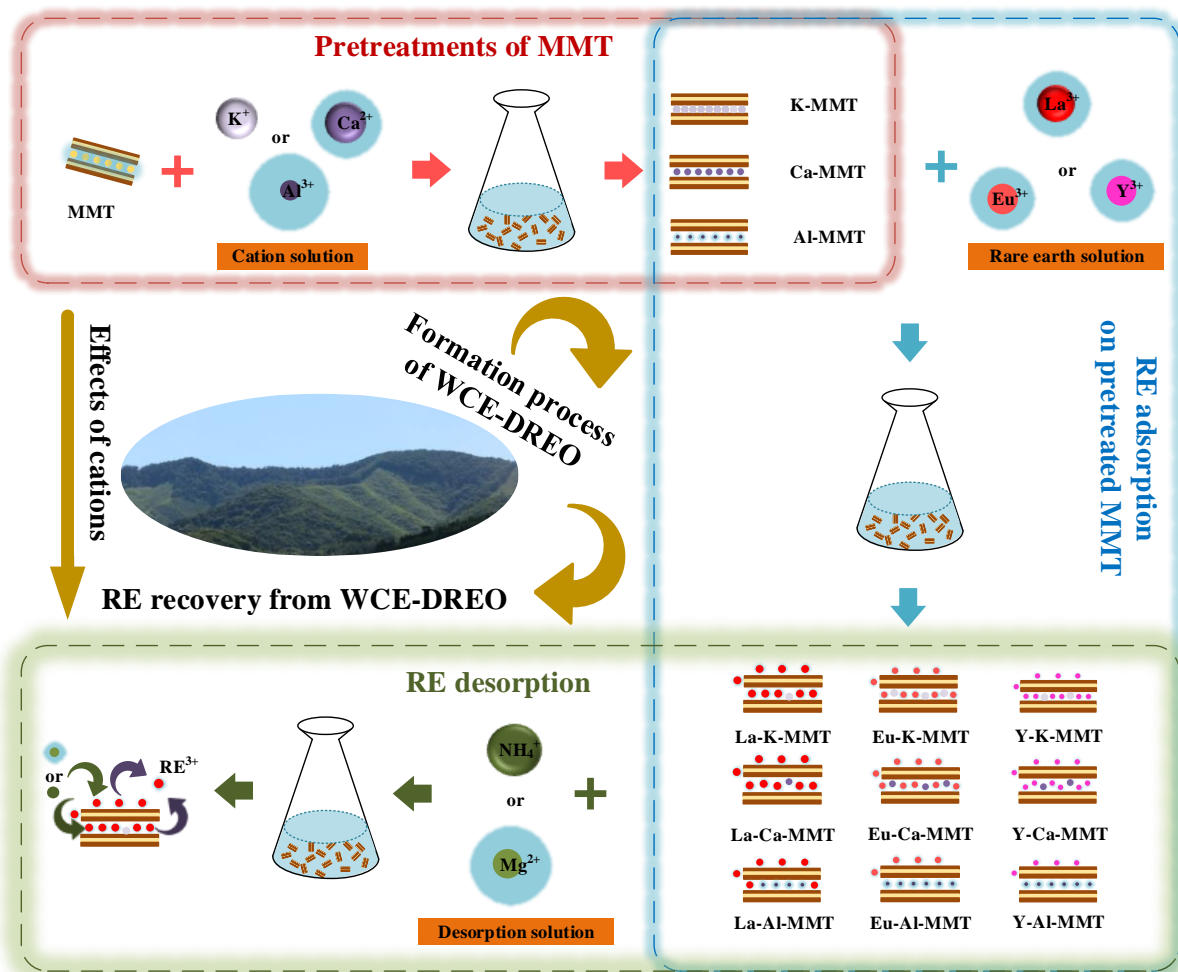 Pretreatments of MMT
MMT
K⁺
or
Ca²⁺
Al³⁺
Cation solution
K-MMT
Ca-MMT
Al-MMT
La³⁺
or
Eu³⁺
Y³⁺
Rare earth solution
Effects of cations
Formation process
of WCE-DREO
RE recovery from WCE-DREO
RE adsorption
on pretreated MMT
RE desorption
or
RE³⁺
NH₄⁺
or
Mg²⁺
Desorption solution
La-K-MMT
Eu-K-MMT
Y-K-MMT
La-Ca-MMT
Eu-Ca-MMT
Y-Ca-MMT
La-Al-MMT
Eu-Al-MMT
Y-Al-MMT